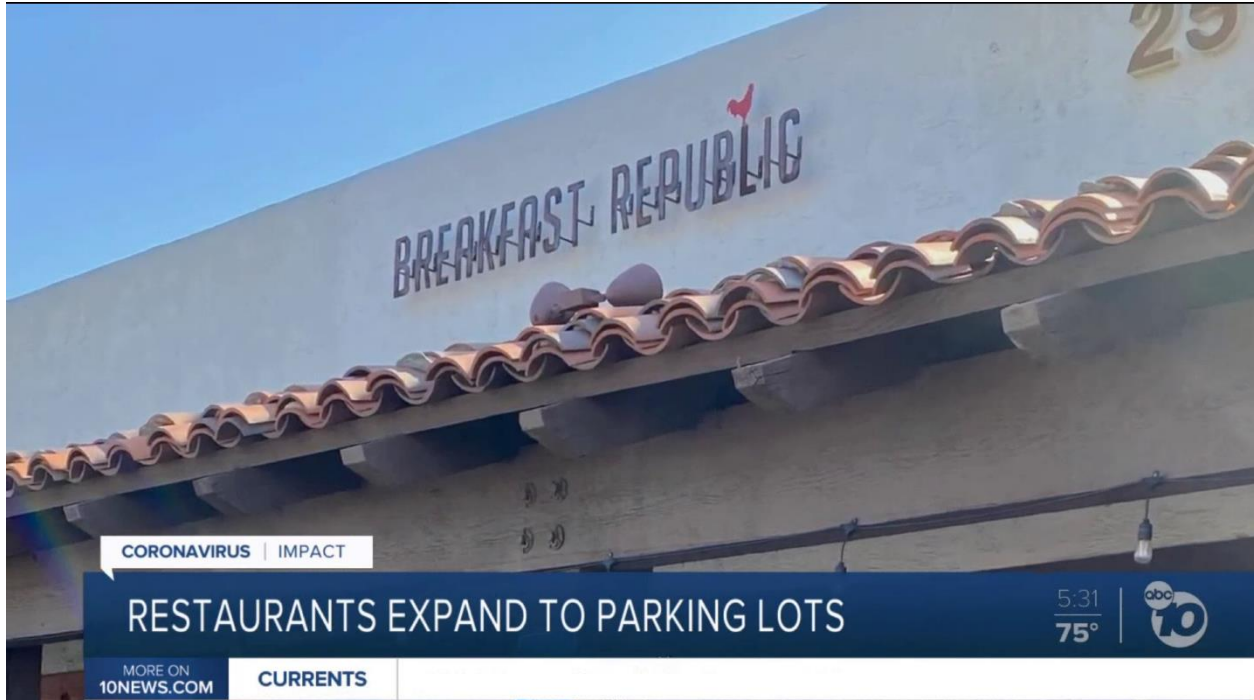 25
BREAKFAST REPUBLIC
CORONAVIRUS | IMPACT
RESTAURANTS EXPAND TO PARKING LOTS
5:31
75°
abc
10
MORE ON
10NEWS.COM
CURRENTS